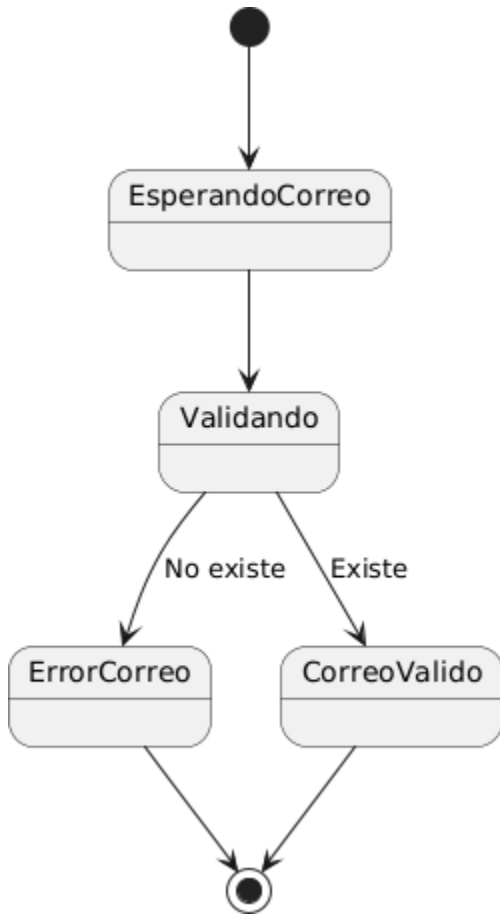 EsperandoCorreo
Validando
No existe
Existe
ErrorCorreo
CorreoValido